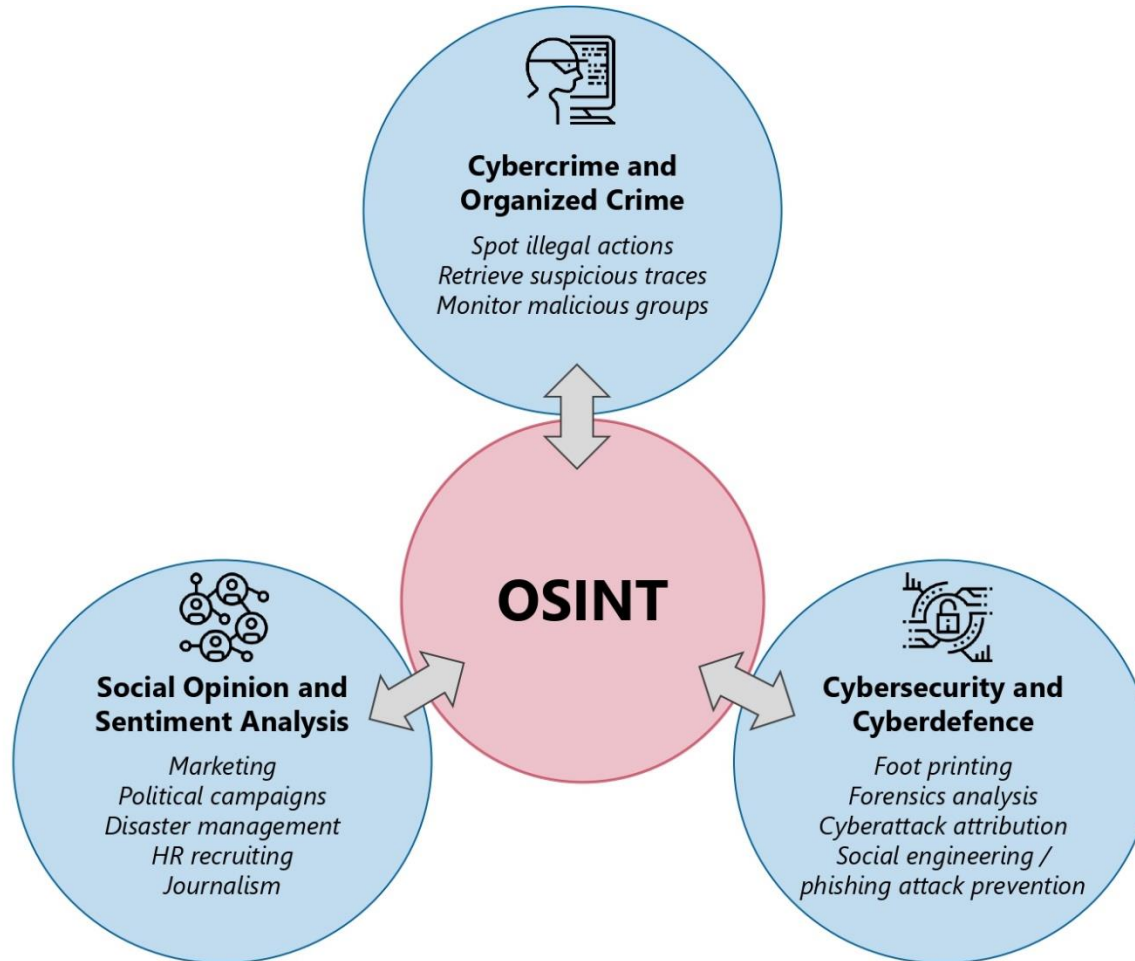 Cybercrime and
Organized Crime
Spot illegal actions
Retrieve suspicious traces
Monitor malicious groups
OSINT
Social Opinion and
Sentiment Analysis
Marketing
Political campaigns
Disaster management
HR recruiting
Journalism
Cybersecurity and
Cyberdefence
Foot printing
Forensics analysis
Cyberattack attribution
Social engineering /
phishing attack prevention